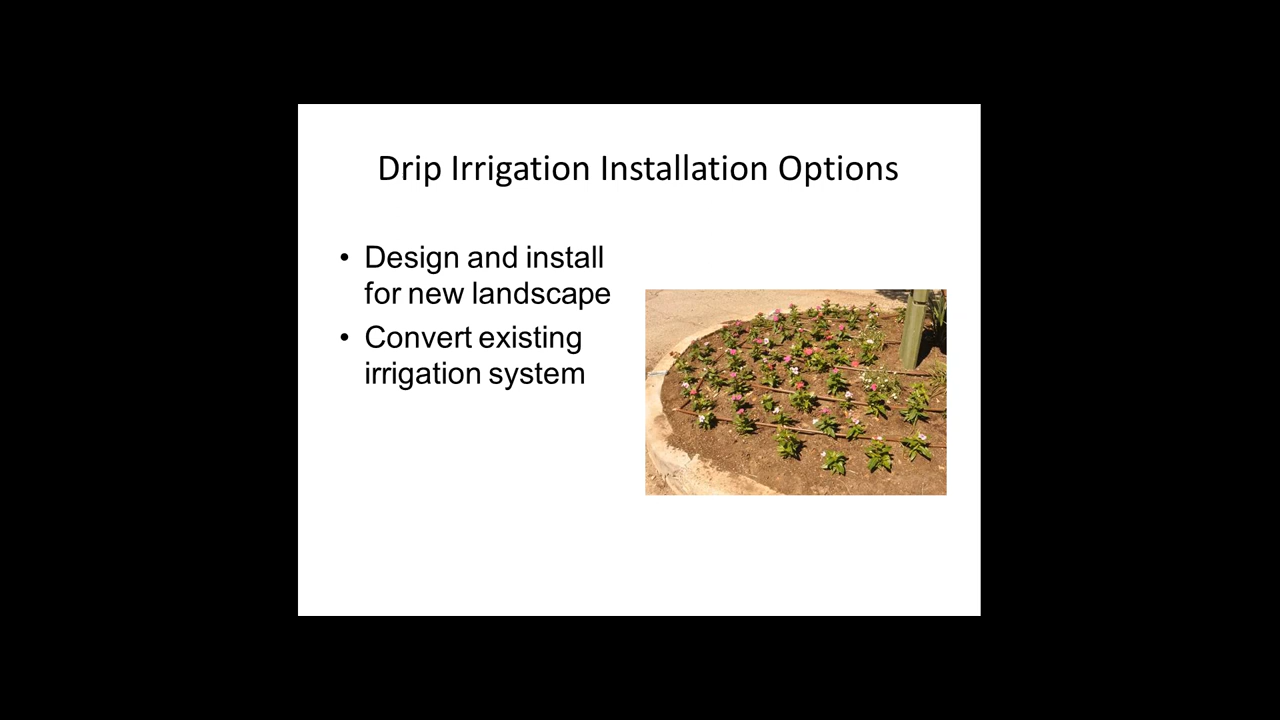 Drip Irrigation Installation Options
• Design and install
for new landscape
• Convert existing
irrigation system